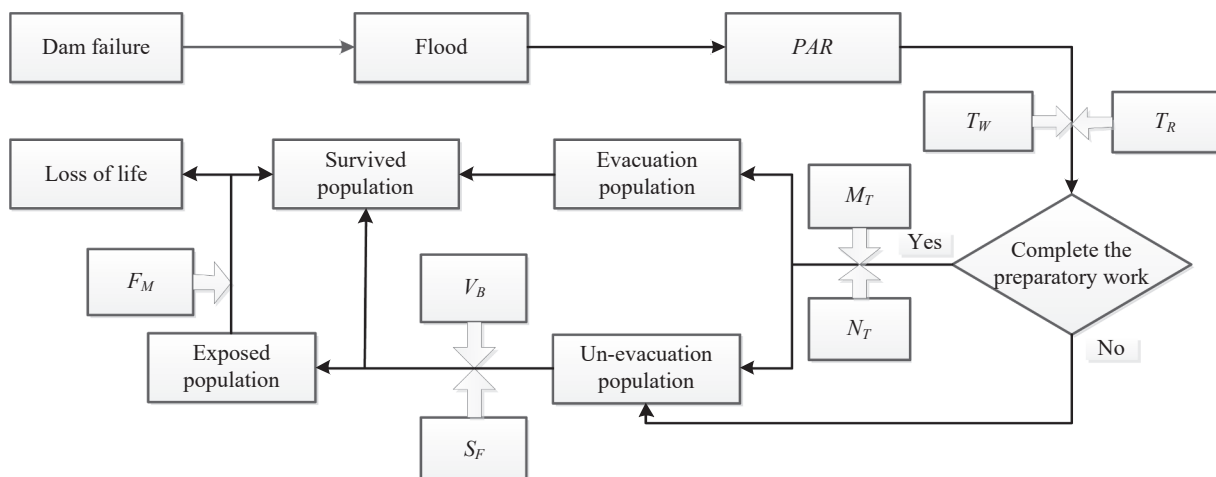 Dam failure
Flood
PAR
T_W
T_R
Loss of life
Survived
population
Evacuation
population
M_T
Yes
Complete the
preparatory work
F_M
V_B
N_T
Exposed
population
Un-evacuation
population
No
S_F